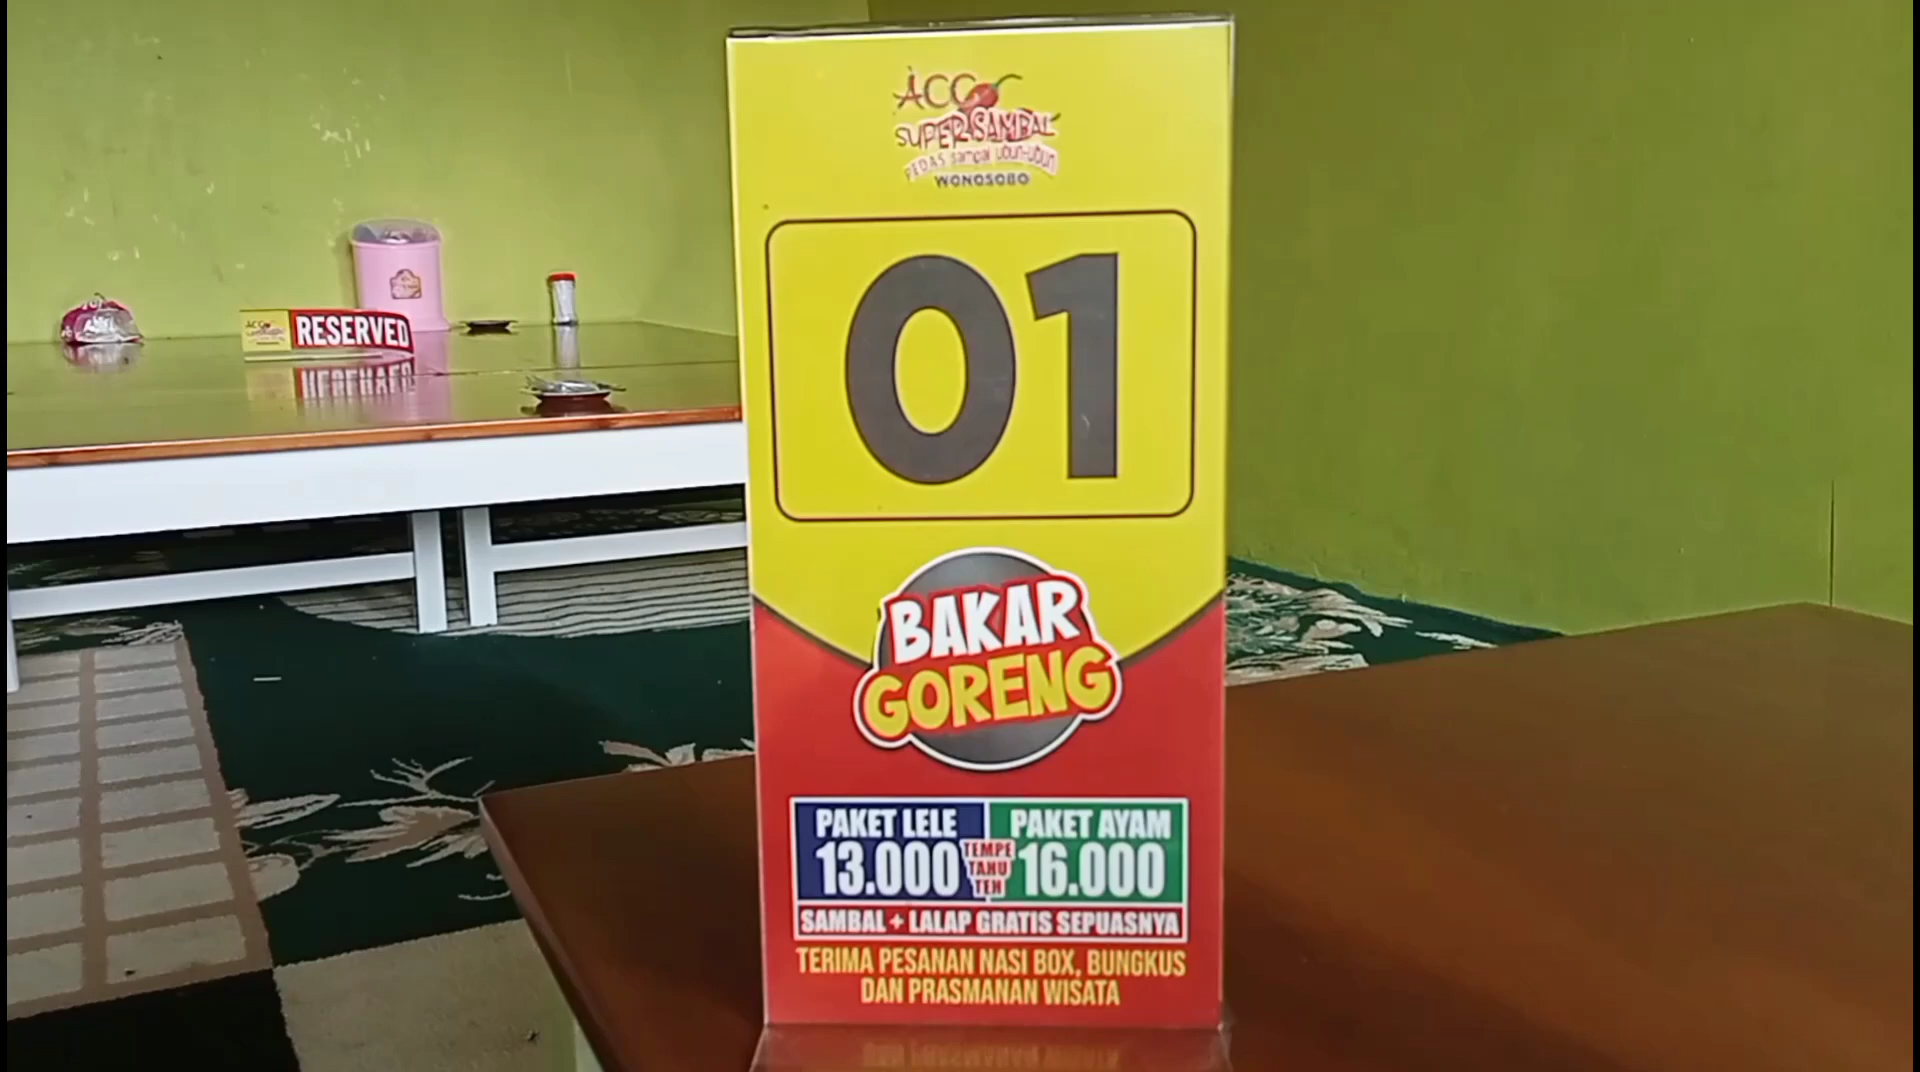 ACC
SUPER SAMBAL
PEDAS sampai ubun-ubun
WONOSOBO
01
BAKAR
GORENG
PAKET LELE
13.000
TEMPE
TAHU
TEH
PAKET AYAM
16.000
SAMBAL + LALAP GRATIS SEPUASNYA
TERIMA PESANAN NASI BOX, BUNGKUS
DAN PRASMANAN WISATA
RESERVED